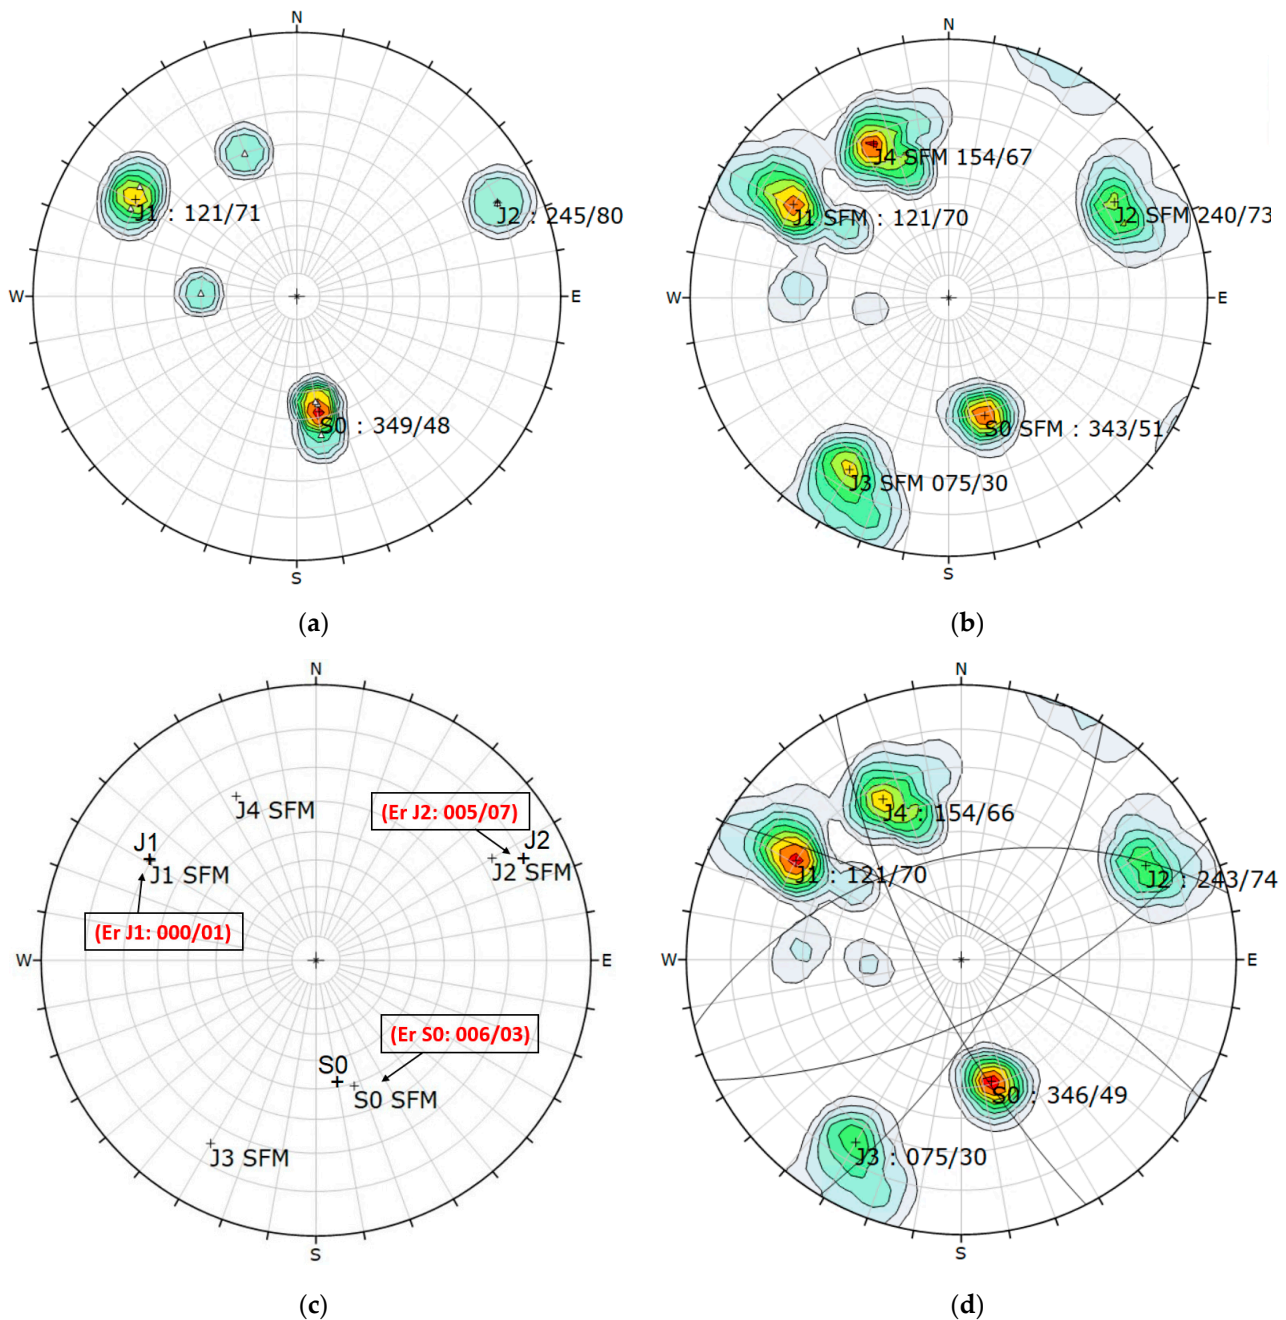 N
W
E
S
J1 : 121/71
J2 : 245/80
S0 : 349/48
(a)
N
W
E
S
J4 SFM 154/67
J1 SFM : 121/70
J2 SFM 240/73
S0 SFM : 343/51
J3 SFM 075/30
(b)
N
W
E
S
J4 SFM
(Er J2: 005/07)
J1
J2
J1 SFM
J2 SFM
(Er J1: 000/01)
(Er S0: 006/03)
S0
S0 SFM
J3 SFM
(c)
N
W
E
S
J4 : 154/66
J1 : 121/70
J2 : 243/74
S0 : 346/49
J3 : 075/30
(d)